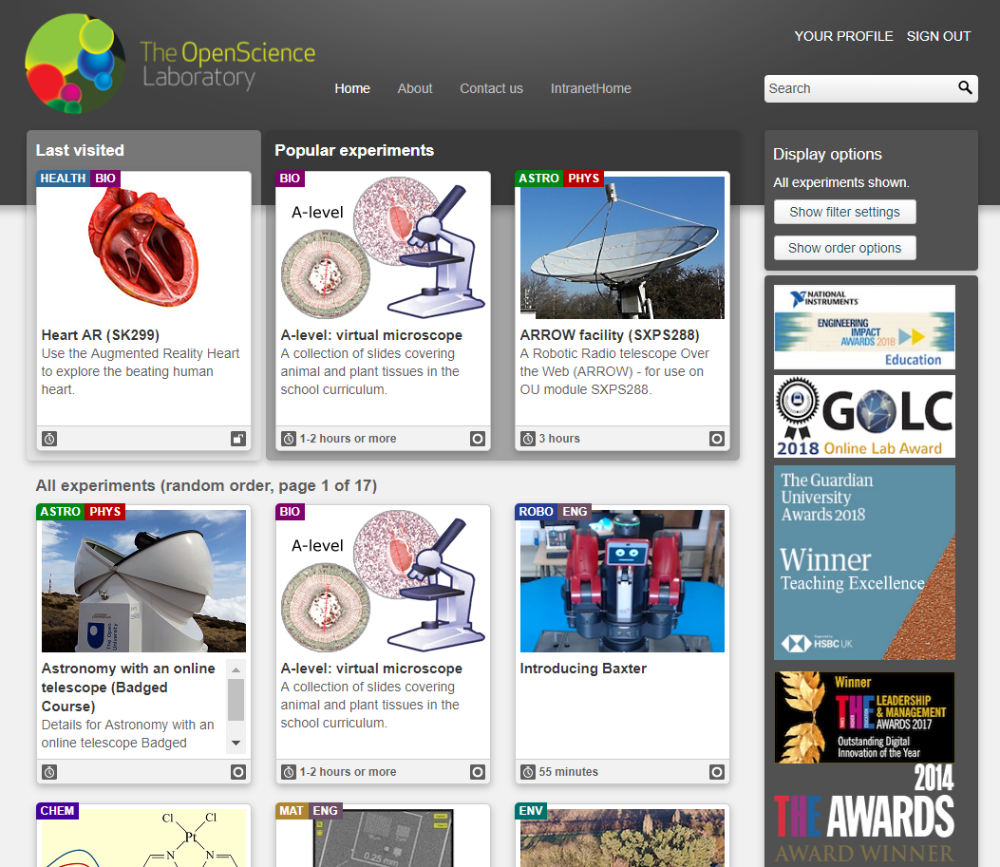 The OpenScience
Laboratory
Home
About
Contact us
IntranetHome
YOUR PROFILE
SIGN OUT
Search
Last visited
HEALTH BIO
Heart AR (SK299)
Use the Augmented Reality Heart
to explore the beating human
heart.
Popular experiments
BIO
A-level
A-level: virtual microscope
A collection of slides covering
animal and plant tissues in the
school curriculum.
1-2 hours or more
ASTRO PHYS
ARROW facility (SXPS288)
A Robotic Radio telescope Over
the Web (ARROW) - for use on
OU module SXPS288.
3 hours
Display options
All experiments shown.
Show filter settings
Show order options
NATIONAL
INSTRUMENTS
ENGINEERING
IMPACT
AWARDS 2018
Education
GOLC
2018 Online Lab Award
The Guardian
University
Awards 2018
Winner
Teaching Excellence
Supported by
HSBC UK
Winner
THE LEADERSHIP
& MANAGEMENT
AWARDS 2017
Outstanding Digital
Innovation of the Year
2014
THE AWARDS
AWARD WINNER
All experiments (random order, page 1 of 17)
ASTRO PHYS
The Open
University
Astronomy with an online
telescope (Badged
Course)
Details for Astronomy with an
online telescope Badged
BIO
A-level
A-level: virtual microscope
A collection of slides covering
animal and plant tissues in the
school curriculum.
1-2 hours or more
ROBO ENG
Introducing Baxter
55 minutes
CHEM
Cl Cl
Pt
N N
MAT ENG
0.25 mm
ENV